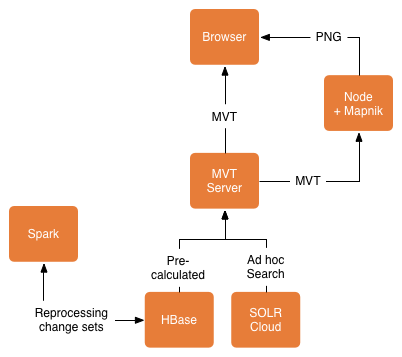 Browser
PNG
Node
+ Mapnik
MVT
MVT
Server
MVT
Spark
Pre-
calculated
Ad hoc
Search
Reprocessing
change sets
HBase
SOLR
Cloud